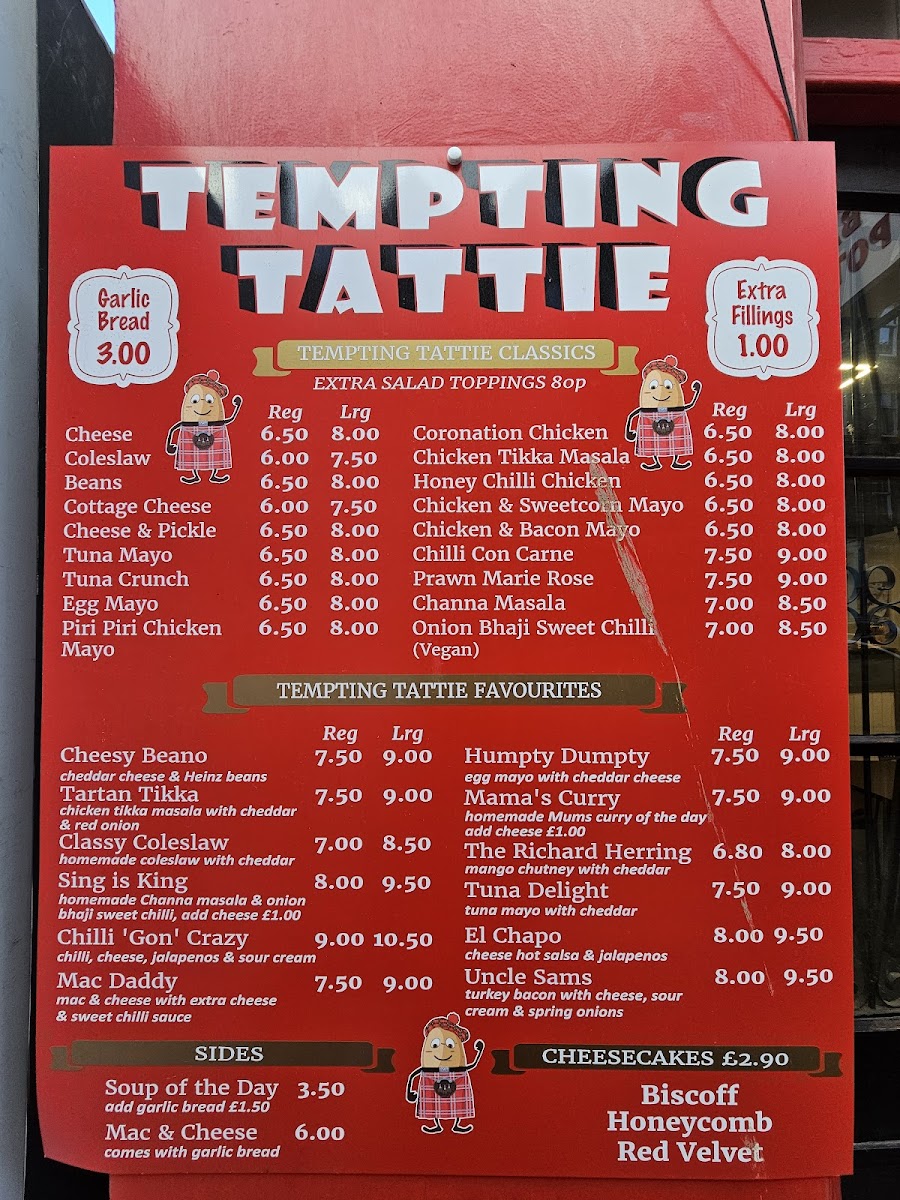 TEMPTING
TATTIE
Garlic
Bread
3.00
Extra
Fillings
1.00
TEMPTING TATTIE CLASSICS
EXTRA SALAD TOPPINGS 80p
Reg Lrg
Cheese 6.50 8.00
Coleslaw 6.00 7.50
Beans 6.50 8.00
Cottage Cheese 6.00 7.50
Cheese & Pickle 6.50 8.00
Tuna Mayo 6.50 8.00
Tuna Crunch 6.50 8.00
Egg Mayo 6.50 8.00
Piri Piri Chicken 6.50 8.00
Mayo
Reg Lrg
Coronation Chicken 6.50 8.00
Chicken Tikka Masala 6.50 8.00
Honey Chilli Chicken 6.50 8.00
Chicken & Sweetcorn Mayo 6.50 8.00
Chicken & Bacon Mayo 6.50 8.00
Chilli Con Carne 7.50 9.00
Prawn Marie Rose 7.50 9.00
Channa Masala 7.00 8.50
Onion Bhaji Sweet Chilli 7.00 8.50
(Vegan)
TEMPTING TATTIE FAVOURITES
Reg Lrg
Cheesy Beano 7.50 9.00
cheddar cheese & Heinz beans
Tartan Tikka 7.50 9.00
chicken tikka masala with cheddar
& red onion
Classy Coleslaw 7.00 8.50
homemade coleslaw with cheddar
Sing is King 8.00 9.50
homemade Channa masala & onion
bhaji sweet chilli, add cheese £1.00
Chilli 'Gon' Crazy 9.00 10.50
chilli, cheese, jalapenos & sour cream
Mac Daddy 7.50 9.00
mac & cheese with extra cheese
& sweet chilli sauce
Reg Lrg
Humpty Dumpty 7.50 9.00
egg mayo with cheddar cheese
Mama's Curry 7.50 9.00
homemade Mums curry of the day
add cheese £1.00
The Richard Herring 6.80 8.00
mango chutney with cheddar
Tuna Delight 7.50 9.00
tuna mayo with cheddar
El Chapo 8.00 9.50
cheese hot salsa & jalapenos
Uncle Sams 8.00 9.50
turkey bacon with cheese, sour
cream & spring onions
SIDES
Soup of the Day 3.50
add garlic bread £1.50
Mac & Cheese 6.00
comes with garlic bread
CHEESECAKES £2.90
Biscoff
Honeycomb
Red Velvet